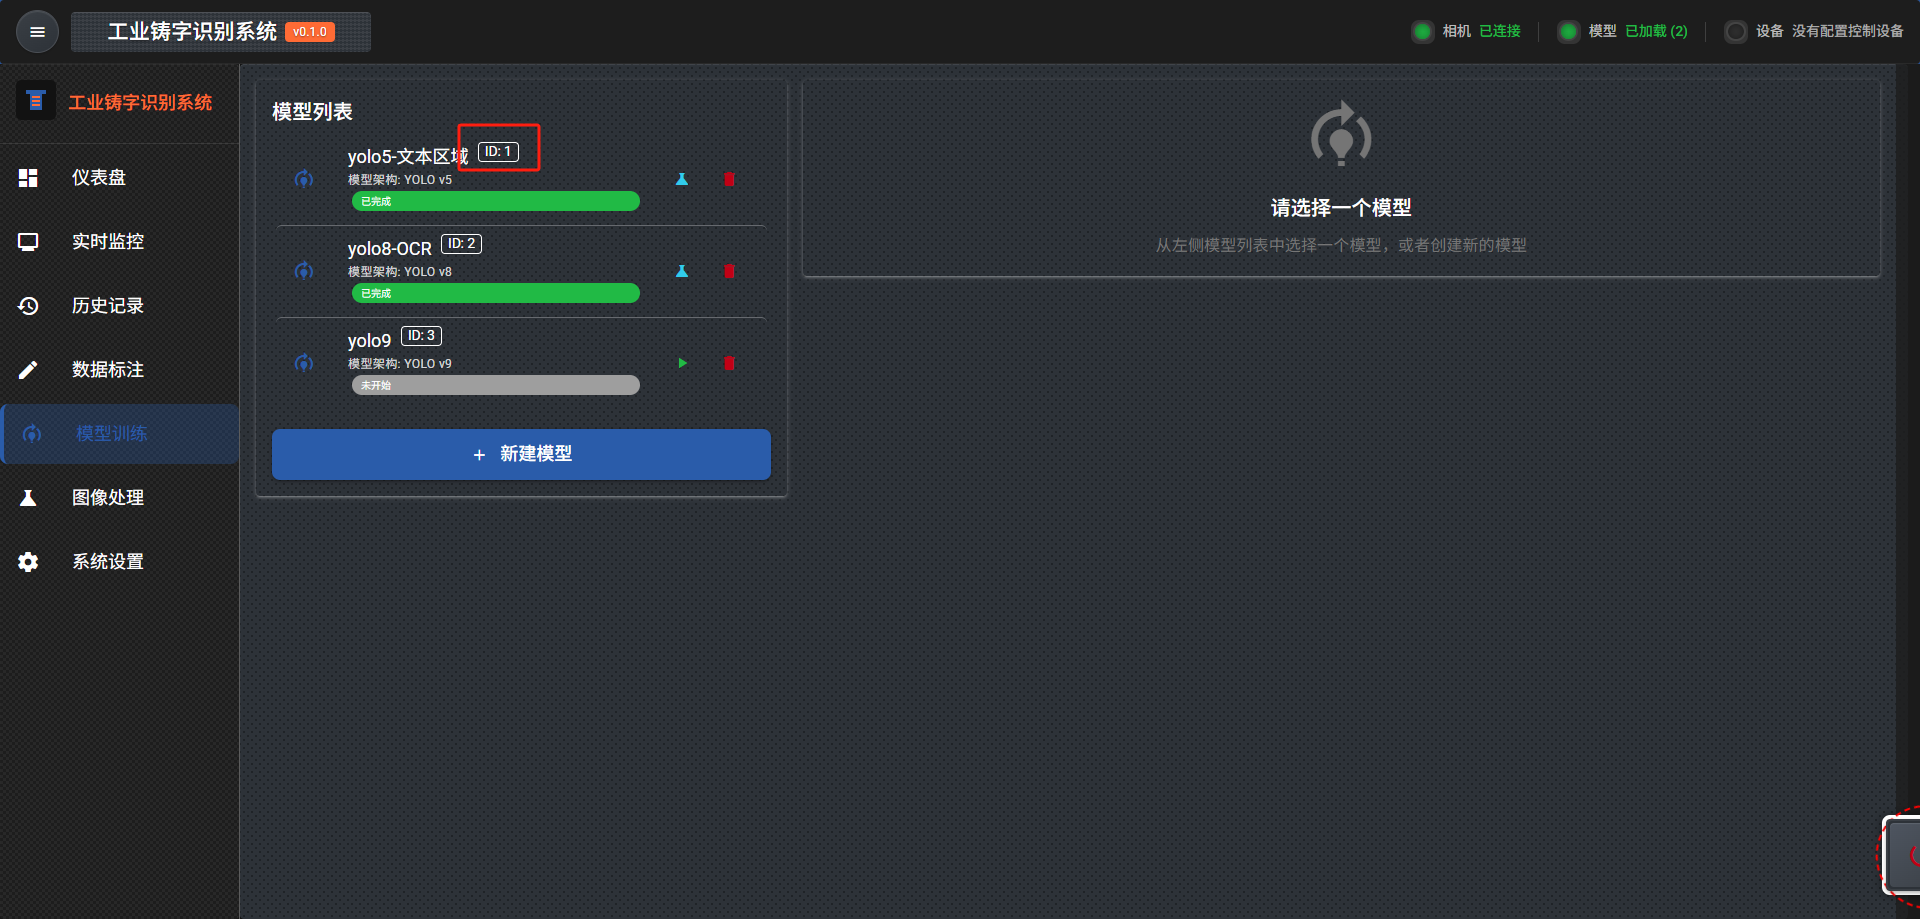 工业铸字识别系统 v0.1.0
相机 已连接
模型 已加载 (2)
设备 没有配置控制设备
工业铸字识别系统
仪表盘
实时监控
历史记录
数据标注
模型训练
图像处理
系统设置
模型列表
yolo5-文本区域 ID: 1
模型架构: YOLO v5
已完成
yolo8-OCR ID: 2
模型架构: YOLO v8
已完成
yolo9 ID: 3
模型架构: YOLO v9
未开始
+ 新建模型
请选择一个模型
从左侧模型列表中选择一个模型，或者创建新的模型